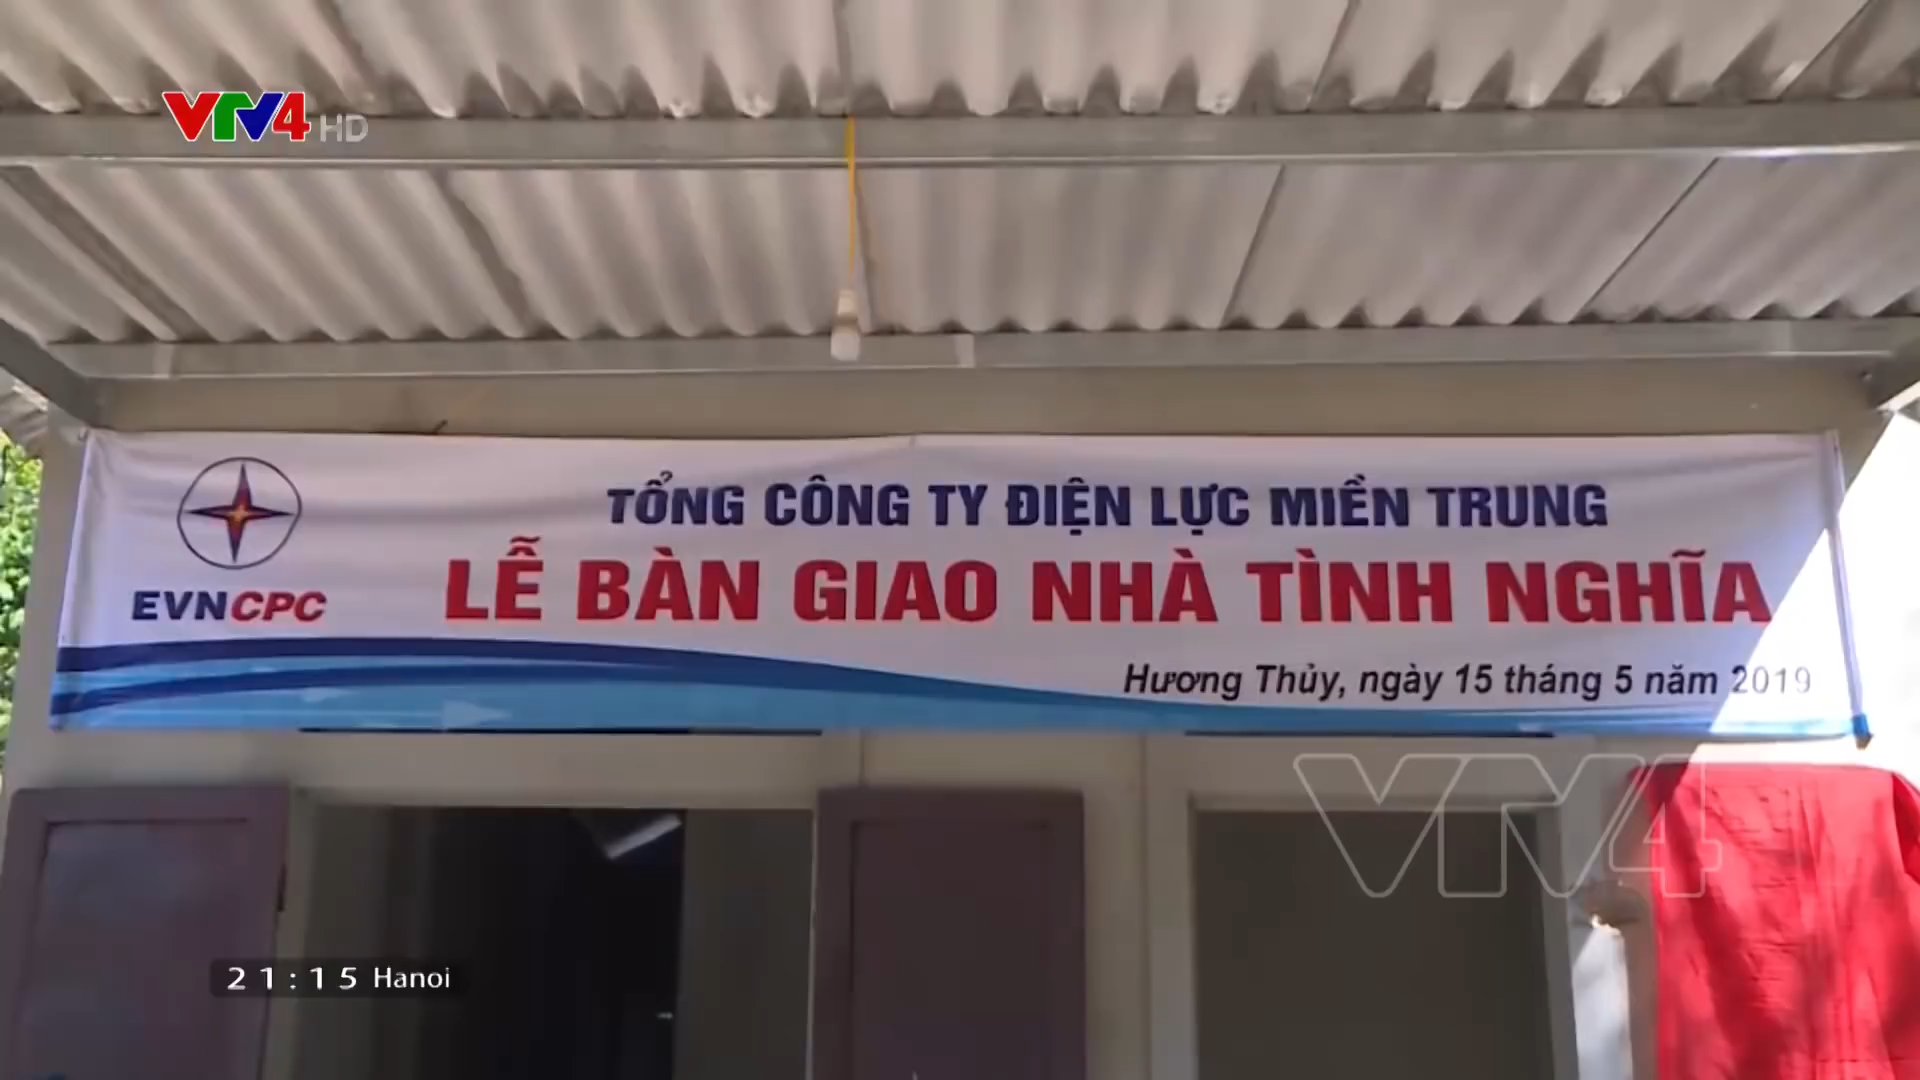 VTV4 HD
TỔNG CÔNG TY ĐIỆN LỰC MIỀN TRUNG
LỄ BÀN GIAO NHÀ TÌNH NGHĨA
EVNCPC
Hương Thủy, ngày 15 tháng 5 năm 2019
VTV4
21:15 Hanoi